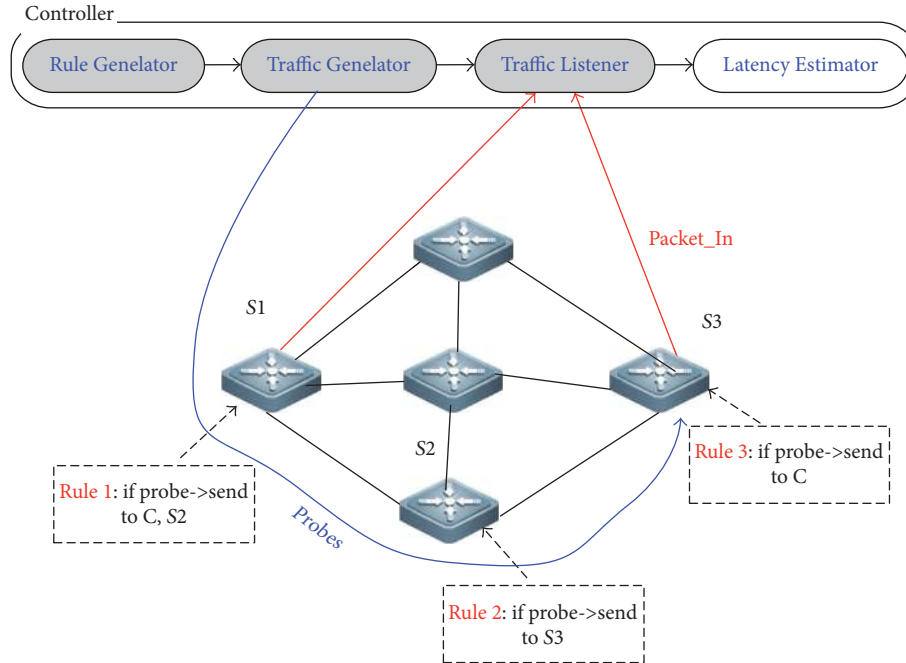 Controller
Rule Genelator
Traffic Genelator
Traffic Listener
Latency Estimator
Packet_In
S1
S3
S2
Rule 3: if probe->send
to C
Rule 1: if probe->send
to C, S2
Probes
Rule 2: if probe->send
to S3